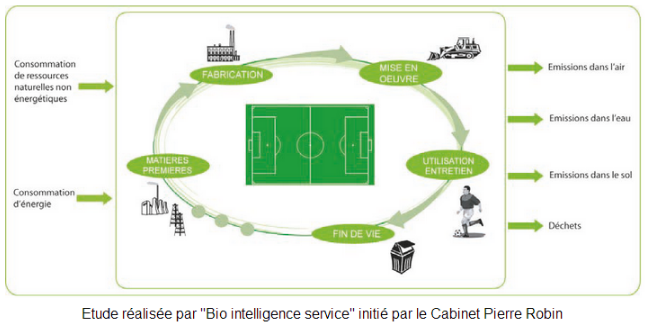 Consommation
de ressources
naturelles non
énergétiques
Consommation
d'énergie
FABRICATION
MISE EN
OEUVRE
MATIERES
PREMIERES
UTILISATION
ENTRETIEN
FIN DE VIE
Emissions dans l'air
Emissions dans l'eau
Emissions dans le sol
Déchets
Etude réalisée par "Bio intelligence service" initié par le Cabinet Pierre Robin